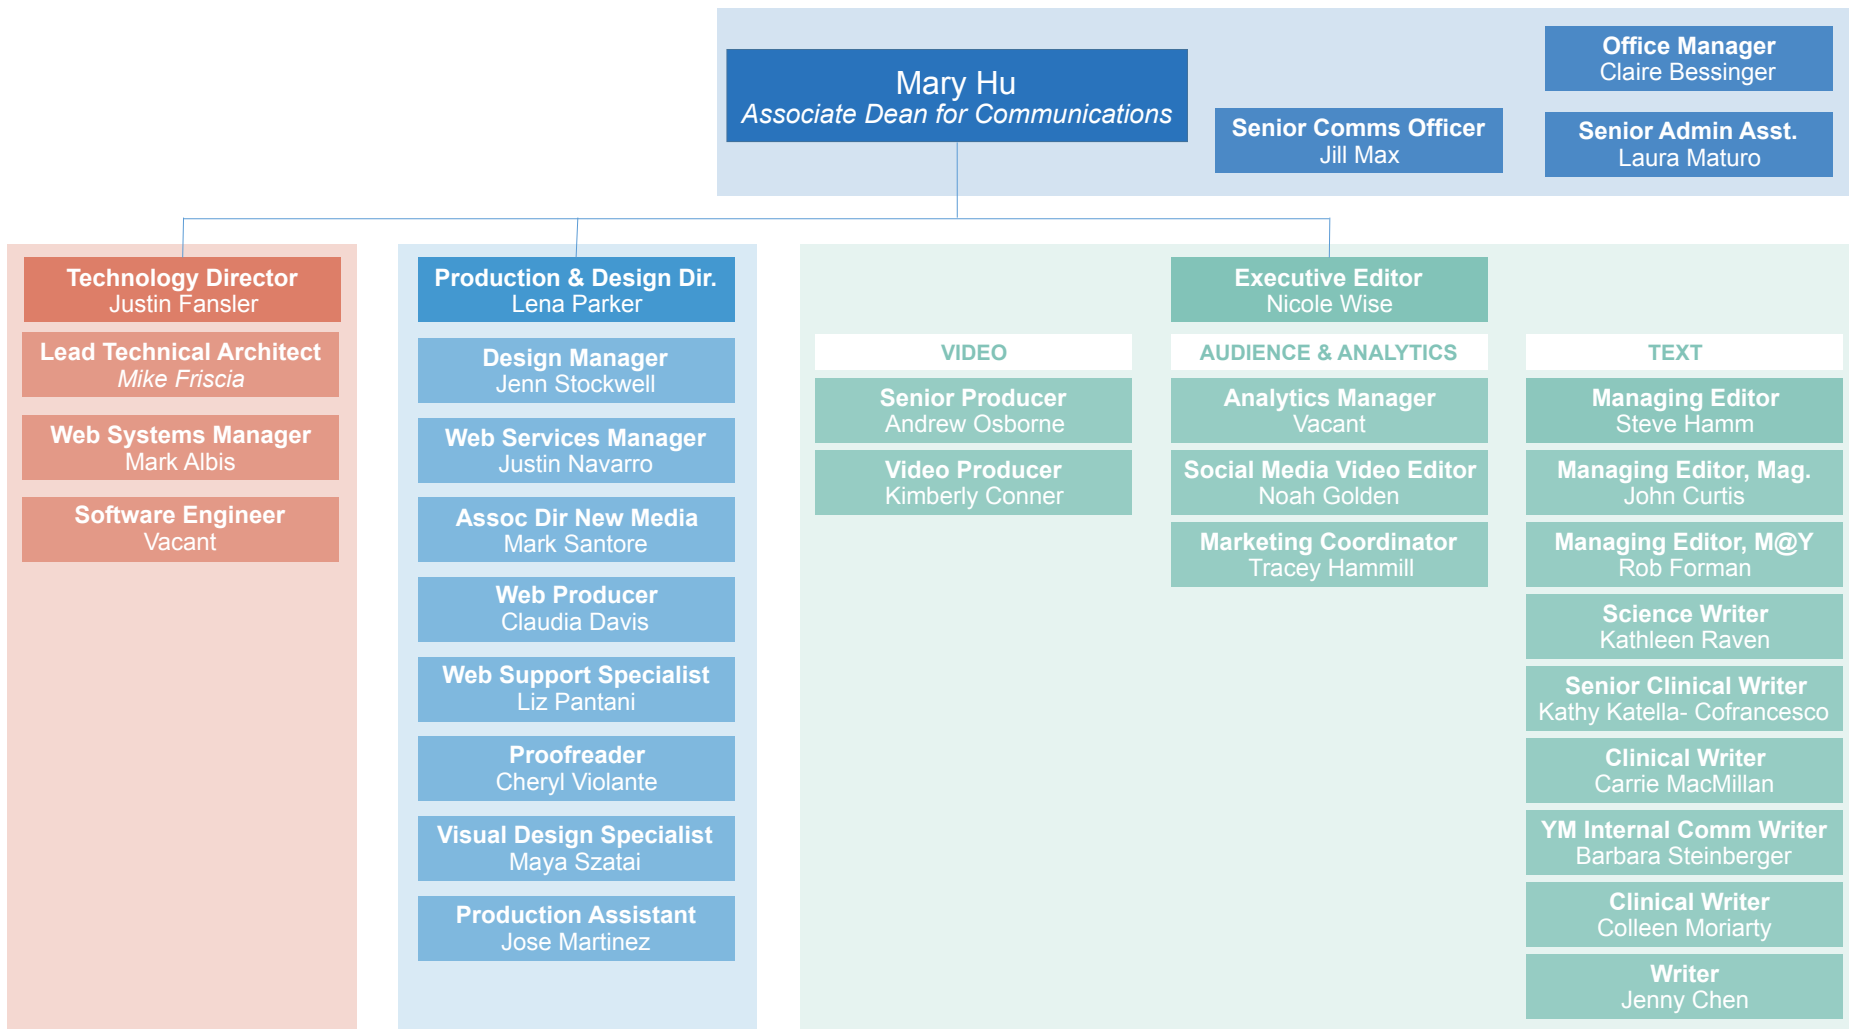 Mary Hu
Associate Dean for Communications
Senior Comms Officer
Jill Max
Office Manager
Claire Bessinger
Senior Admin Asst.
Laura Maturo
Technology Director
Justin Fansler
Lead Technical Architect
Mike Friscia
Web Systems Manager
Mark Albis
Software Engineer
Vacant
Production & Design Dir.
Lena Parker
Design Manager
Jenn Stockwell
Web Services Manager
Justin Navarro
Assoc Dir New Media
Mark Santore
Web Producer
Claudia Davis
Web Support Specialist
Liz Pantani
Proofreader
Cheryl Violante
Visual Design Specialist
Maya Szatai
Production Assistant
Jose Martinez
Executive Editor
Nicole Wise
VIDEO
Senior Producer
Andrew Osborne
Video Producer
Kimberly Conner
AUDIENCE & ANALYTICS
Analytics Manager
Vacant
Social Media Video Editor
Noah Golden
Marketing Coordinator
Tracey Hammill
TEXT
Managing Editor
Steve Hamm
Managing Editor, Mag.
John Curtis
Managing Editor, M@Y
Rob Forman
Science Writer
Kathleen Raven
Senior Clinical Writer
Kathy Katella- Cofrancesco
Clinical Writer
Carrie MacMillan
YM Internal Comm Writer
Barbara Steinberger
Clinical Writer
Colleen Moriarty
Writer
Jenny Chen